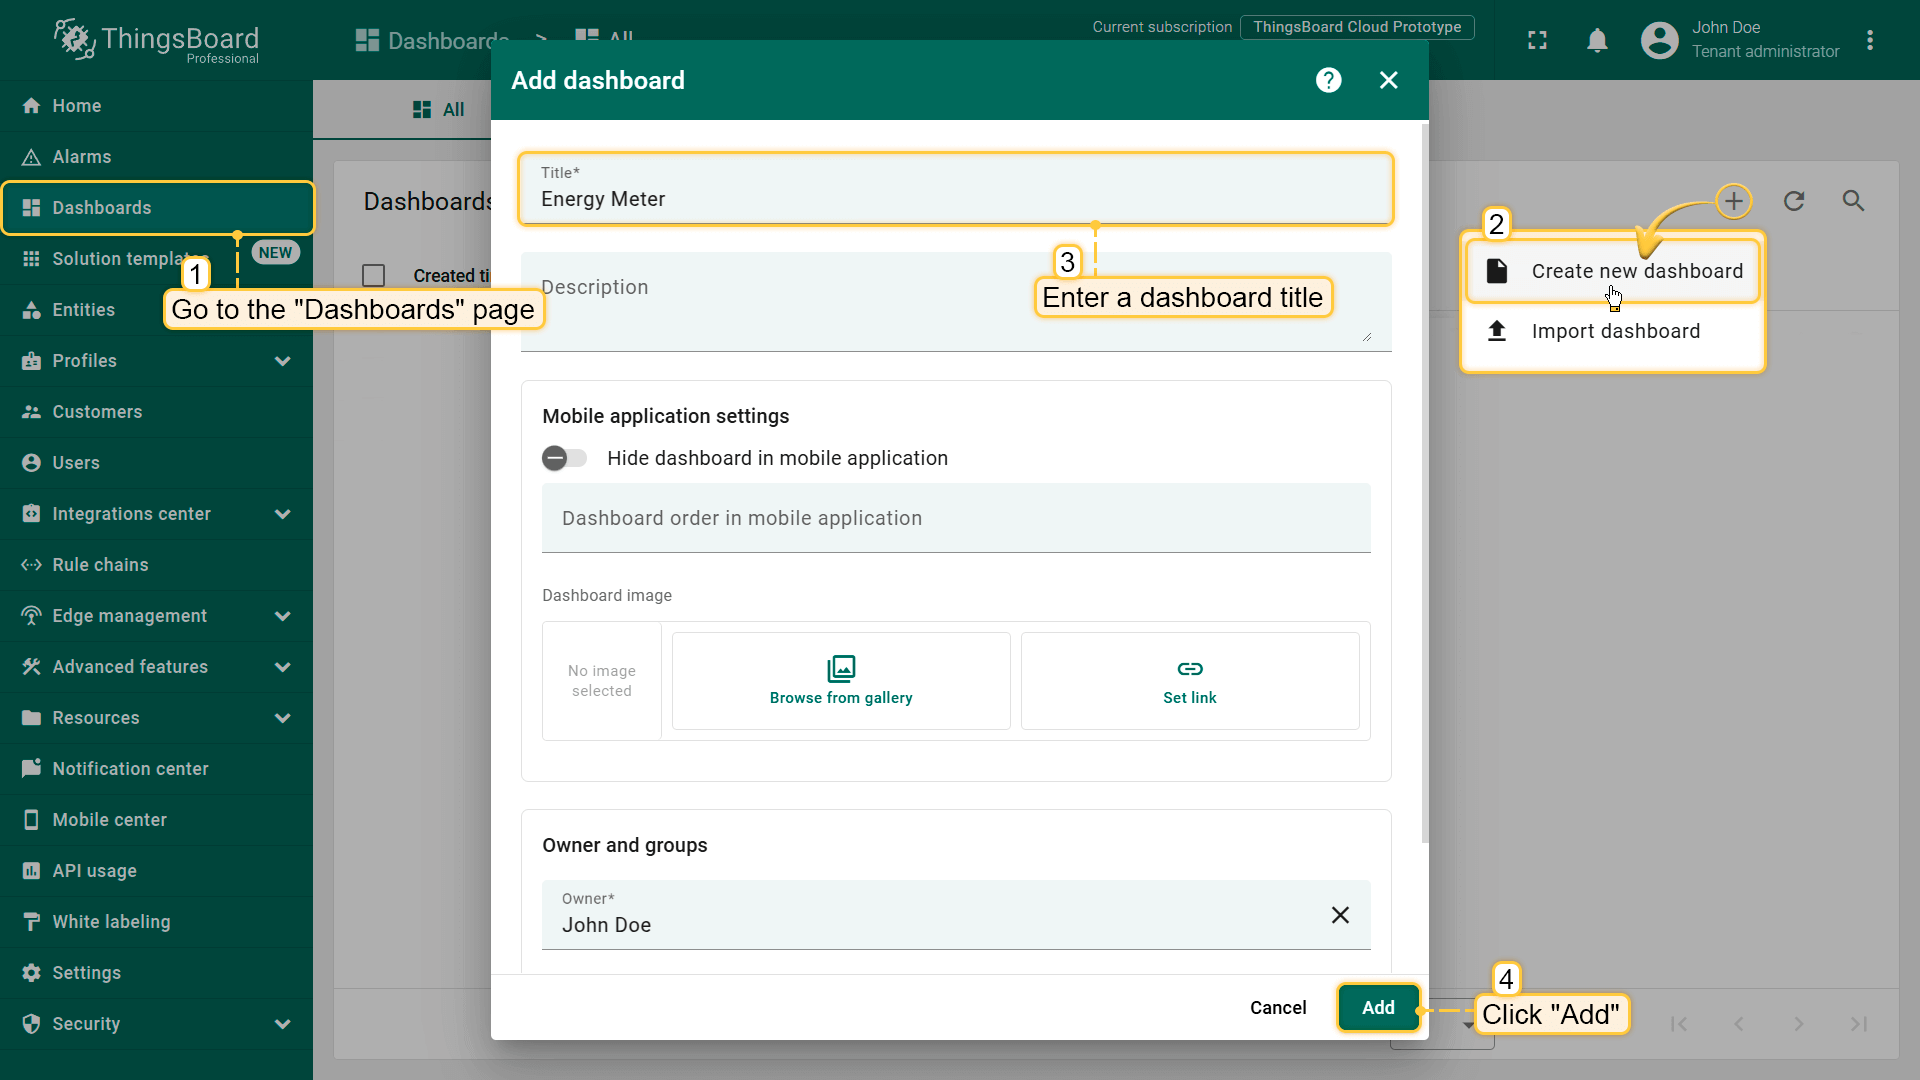 ThingsBoard
Professional
Dashboards > All
Current subscription ThingsBoard Cloud Prototype
John Doe
Tenant administrator
Home
Alarms
Dashboards
Solution templates NEW
Entities
Profiles
Customers
Users
Integrations center
Rule chains
Edge management
Advanced features
Resources
Notification center
Mobile center
API usage
White labeling
Settings
Security
All
Dashboards
Created ti
1
Go to the "Dashboards" page
Add dashboard
Title*
Energy Meter
3
Enter a dashboard title
Description
Mobile application settings
Hide dashboard in mobile application
Dashboard order in mobile application
Dashboard image
No image
selected
Browse from gallery
Set link
Owner and groups
Owner*
John Doe
Cancel
Add
2
Create new dashboard
Import dashboard
4
Click "Add"